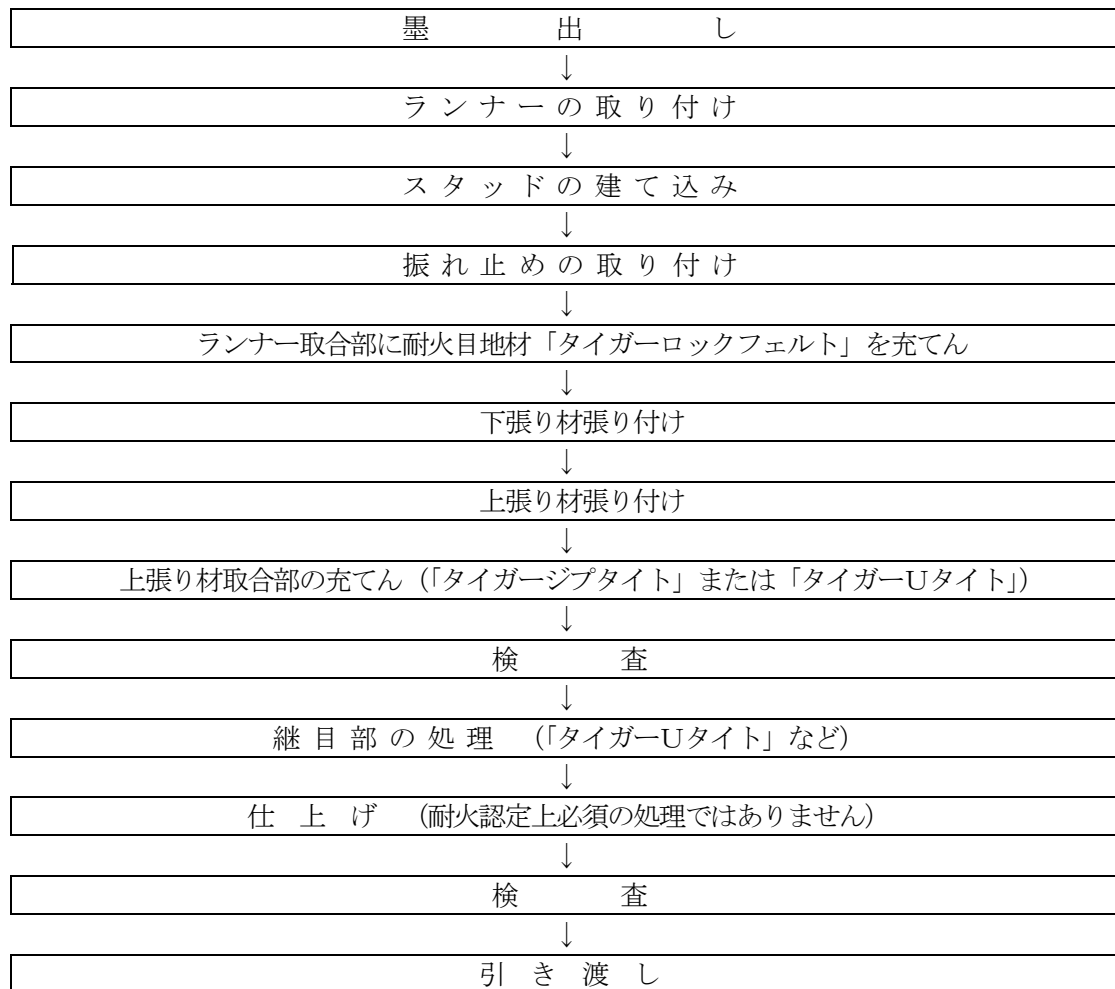 墨出し
↓
ランナーの取り付け
↓
スタッドの建て込み
↓
振れ止めの取り付け
↓
ランナー取合部に耐火目地材「タイガーロックフェルト」を充てん
↓
下張り材張り付け
↓
上張り材張り付け
↓
上張り材取合部の充てん（「タイガージプタイト」または「タイガーUタイト」）
↓
検査
↓
継目部の処理 （「タイガーUタイト」など）
↓
仕上げ （耐火認定上必須の処理ではありません）
↓
検査
↓
引き渡し